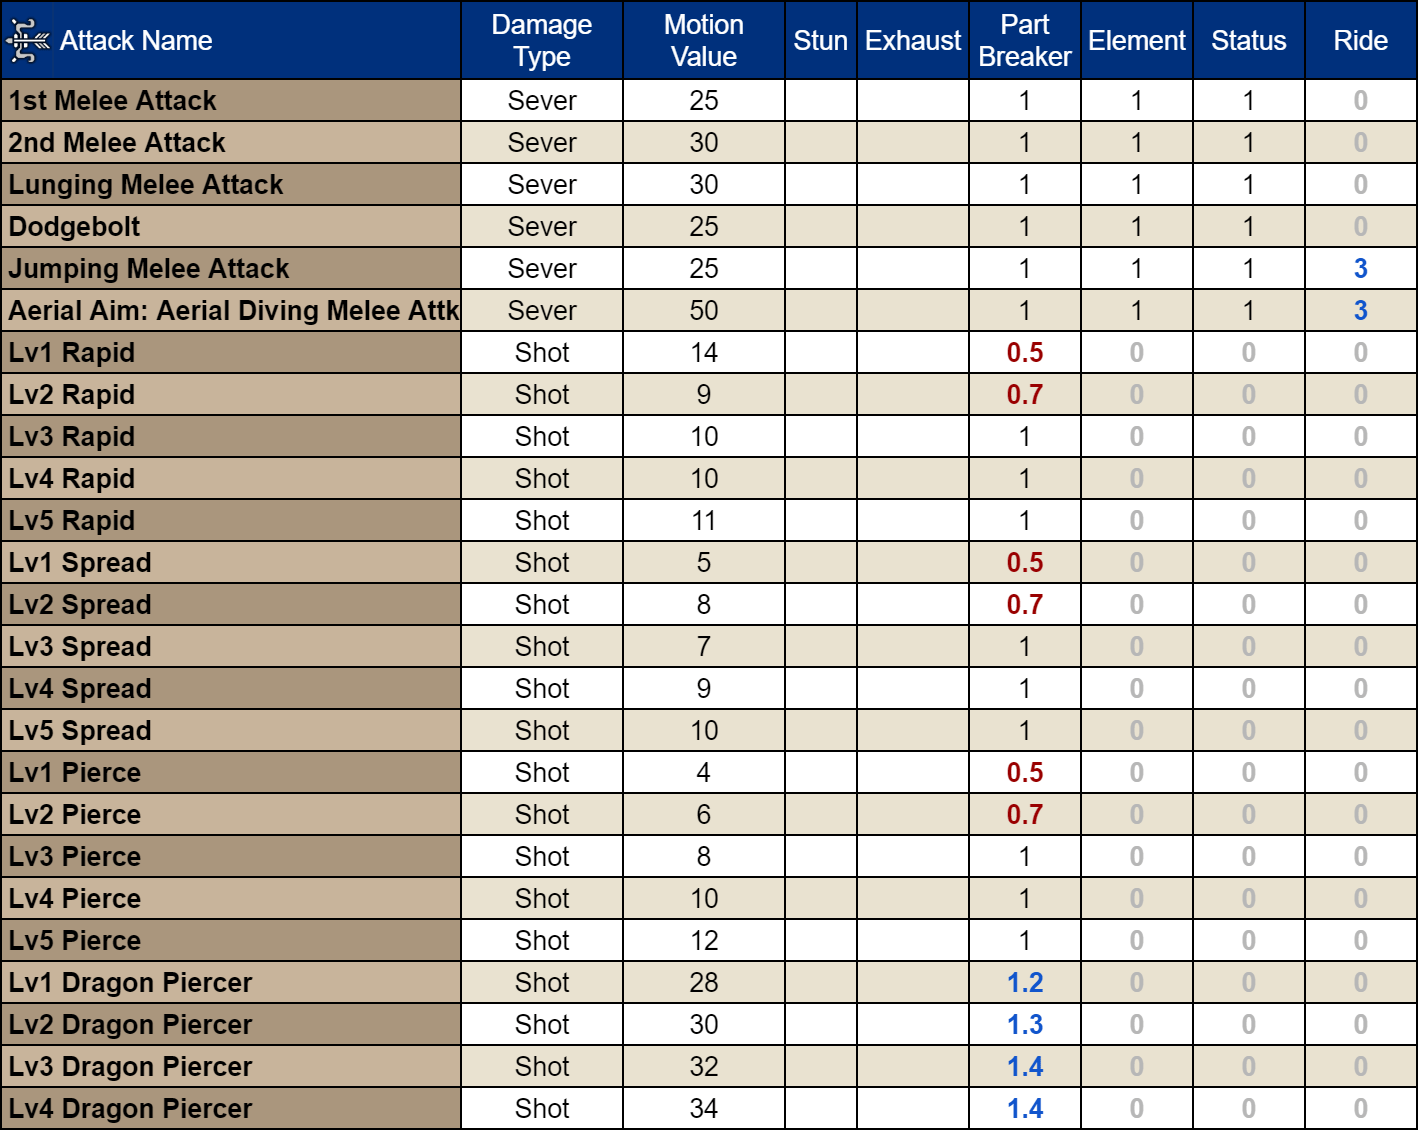 Attack Name Damage Type Motion Value Stun Exhaust Part Breaker Element Status Ride
1st Melee Attack Sever 25 1 1 1 0
2nd Melee Attack Sever 30 1 1 1 0
Lunging Melee Attack Sever 30 1 1 1 0
Dodgebolt Sever 25 1 1 1 0
Jumping Melee Attack Sever 25 1 1 1 3
Aerial Aim: Aerial Diving Melee Attk Sever 50 1 1 1 3
Lv1 Rapid Shot 14 0.5 0 0 0
Lv2 Rapid Shot 9 0.7 0 0 0
Lv3 Rapid Shot 10 1 0 0 0
Lv4 Rapid Shot 10 1 0 0 0
Lv5 Rapid Shot 11 1 0 0 0
Lv1 Spread Shot 5 0.5 0 0 0
Lv2 Spread Shot 8 0.7 0 0 0
Lv3 Spread Shot 7 1 0 0 0
Lv4 Spread Shot 9 1 0 0 0
Lv5 Spread Shot 10 1 0 0 0
Lv1 Pierce Shot 4 0.5 0 0 0
Lv2 Pierce Shot 6 0.7 0 0 0
Lv3 Pierce Shot 8 1 0 0 0
Lv4 Pierce Shot 10 1 0 0 0
Lv5 Pierce Shot 12 1 0 0 0
Lv1 Dragon Piercer Shot 28 1.2 0 0 0
Lv2 Dragon Piercer Shot 30 1.3 0 0 0
Lv3 Dragon Piercer Shot 32 1.4 0 0 0
Lv4 Dragon Piercer Shot 34 1.4 0 0 0